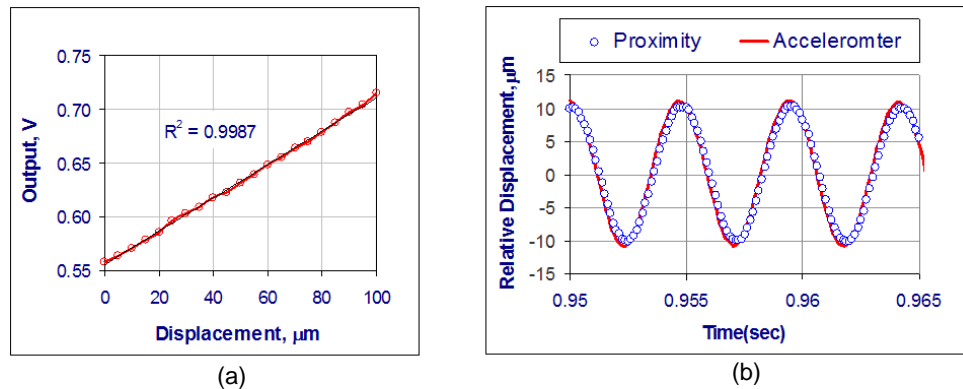 0.75
0.70
0.65
0.60
0.55
Output, V
R² = 0.9987
0 20 40 60 80 100
Displacement, μm
(a)
Proximity Acceleromter
15
10
5
0
-5
-10
-15
Relative Displacement,μm
0.95 0.955 0.96 0.965
Time(sec)
(b)